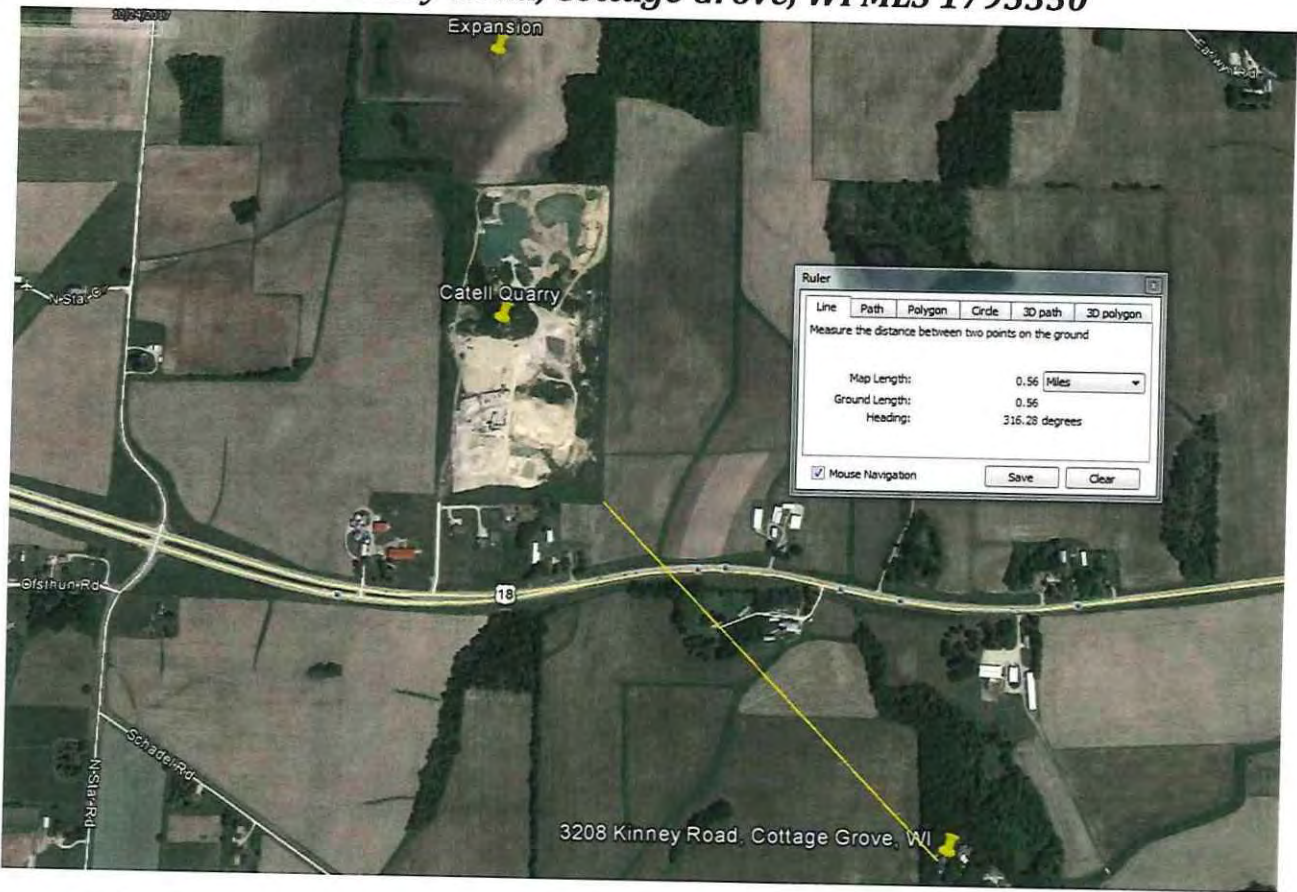 Cottage Grove, WI MLS 1795350
10/24/2017
Expansion
N Star
Catell Quarry
Ruler
Line Path Polygon Circle 3D path 3D polygon
Measure the distance between two points on the ground
Map Length: 0.56 Miles
Ground Length: 0.56
Heading: 316.28 degrees
Mouse Navigation Save Clear
Ofsthun Rd
18
Schadel Rd
N Star Rd
3208 Kinney Road, Cottage Grove, WI